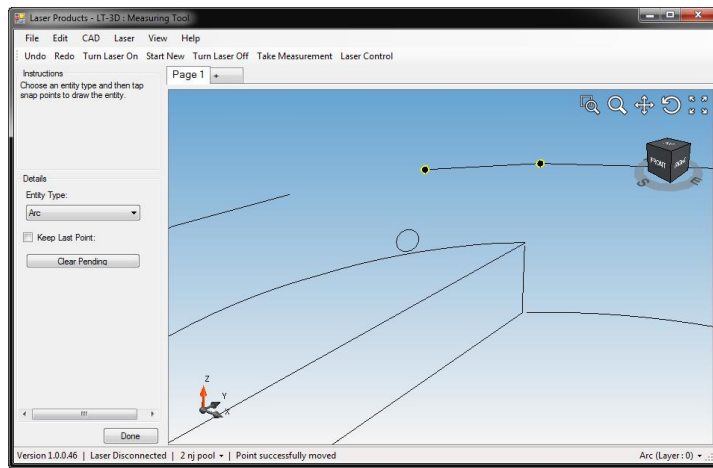 Laser Products - LT-3D : Measuring Tool
File Edit CAD Laser View Help
Undo Redo Turn Laser On Start New Turn Laser Off Take Measurement Laser Control
Instructions
Choose an entity type and then tap
snap points to draw the entity.
Page 1 +
FRONT
S E
Details
Entity Type:
Arc
Keep Last Point:
Clear Pending
Z
Y
X
Done
Version 1.0.0.46 | Laser Disconnected | 2 nj pool | Point successfully moved Arc (Layer : 0)